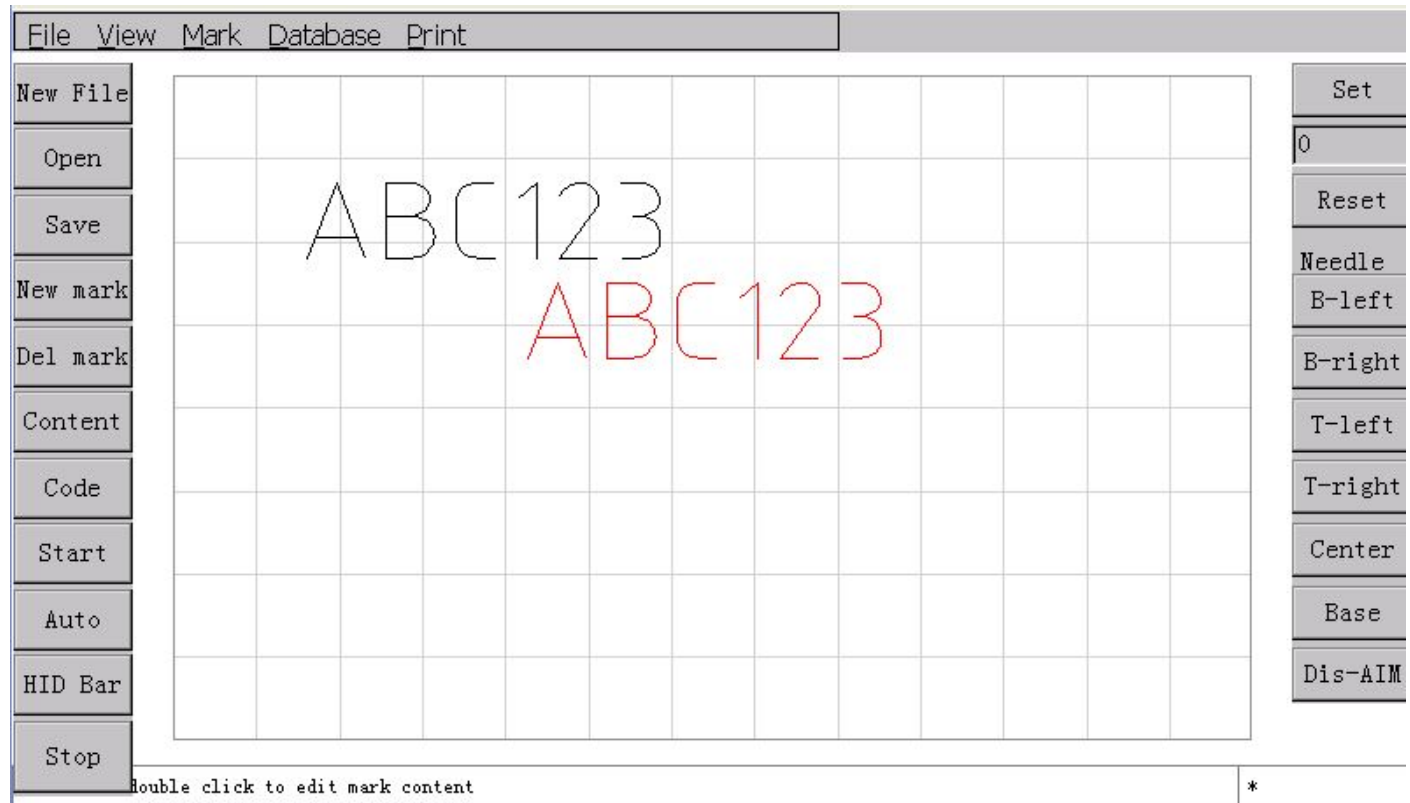 File View Mark Database Print
New File
Open
Save
New mark
Del mark
Content
Code
Start
Auto
HID Bar
Stop
ABC123
ABC123
Set
0
Reset
Needle
B-left
B-right
T-left
T-right
Center
Base
Dis-AIM
double click to edit mark content
*